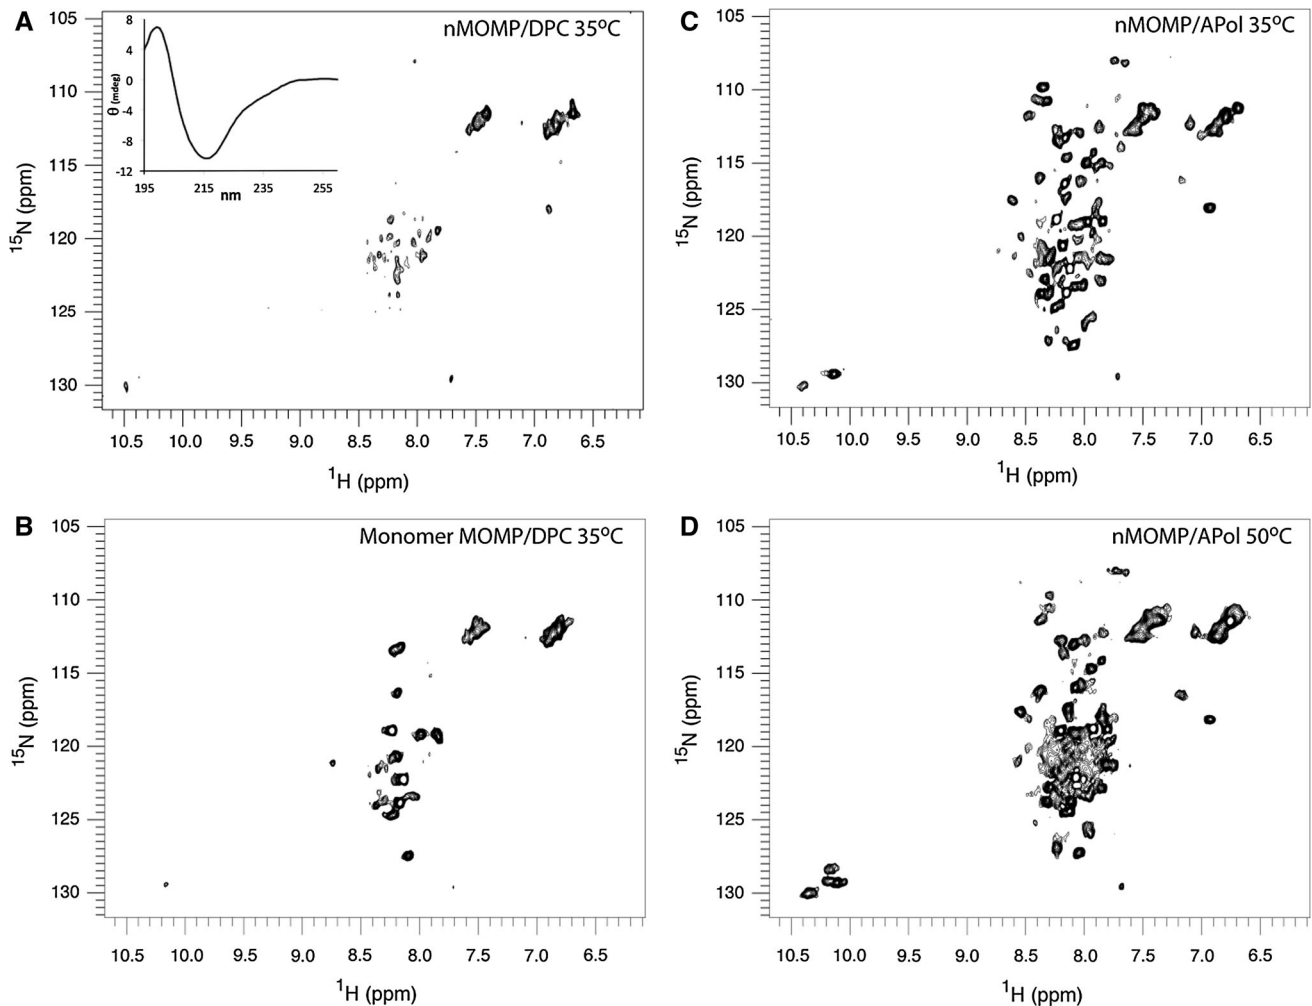 A
nMOMP/DPC 35ºC
105
110
115
120
125
130
15N (ppm)
10.5 10.0 9.5 9.0 8.5 8.0 7.5 7.0 6.5
1H (ppm)
8
4
0
-4
-8
-12
θ (mdeg)
195 215 235 255
nm
C
nMOMP/APol 35ºC
105
110
115
120
125
130
15N (ppm)
10.5 10.0 9.5 9.0 8.5 8.0 7.5 7.0 6.5
1H (ppm)
B
Monomer MOMP/DPC 35ºC
105
110
115
120
125
130
15N (ppm)
10.5 10.0 9.5 9.0 8.5 8.0 7.5 7.0 6.5
1H (ppm)
D
nMOMP/APol 50ºC
105
110
115
120
125
130
15N (ppm)
10.5 10.0 9.5 9.0 8.5 8.0 7.5 7.0 6.5
1H (ppm)